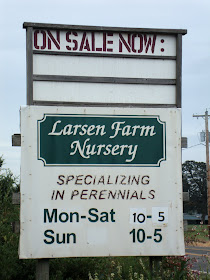 ON SALE NOW:
Larsen Farm
Nursery
SPECIALIZING
IN PERENNIALS
Mon-Sat 10-5
Sun 10-5